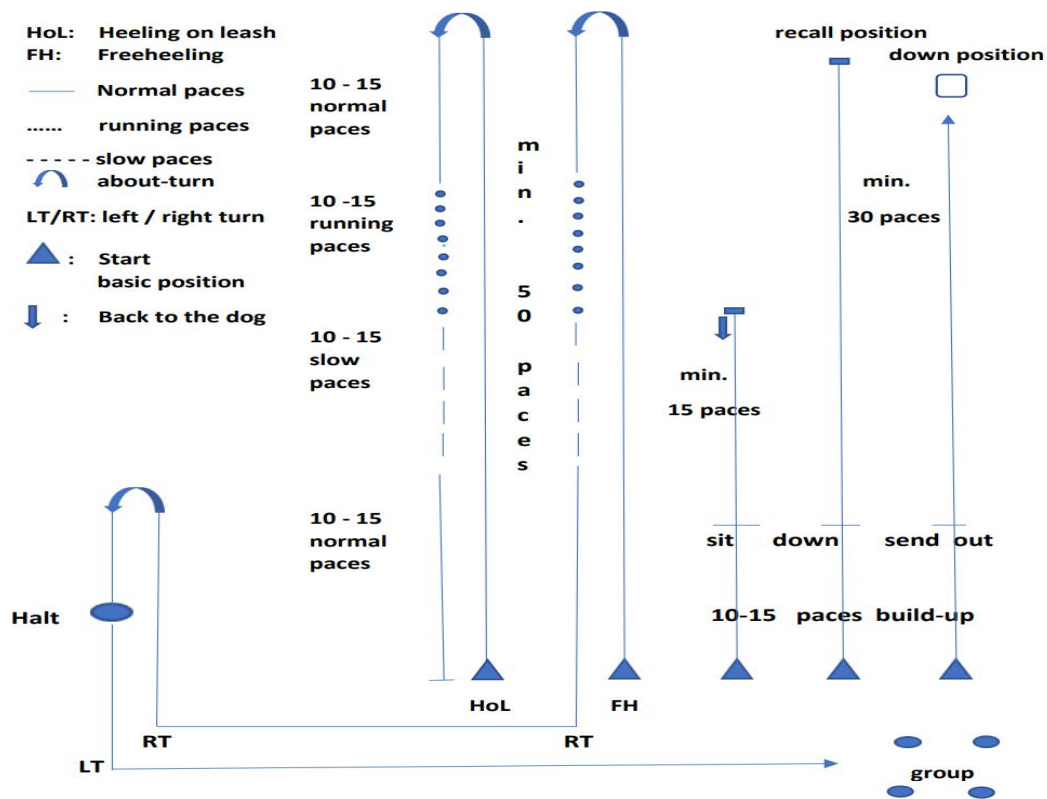 HoL: Heeling on leash
FH: Freeheeling
Normal paces
...... running paces
- - - - - slow paces
about-turn
LT/RT: left / right turn
: Start
basic position
: Back to the dog
10 - 15
normal
paces
10 -15
running
paces
10 - 15
slow
paces
10 - 15
normal
paces
min. 50 paces
recall position
down position
min.
30 paces
min.
15 paces
sit down send out
10-15 paces build-up
Halt
HoL FH
RT RT
LT
group